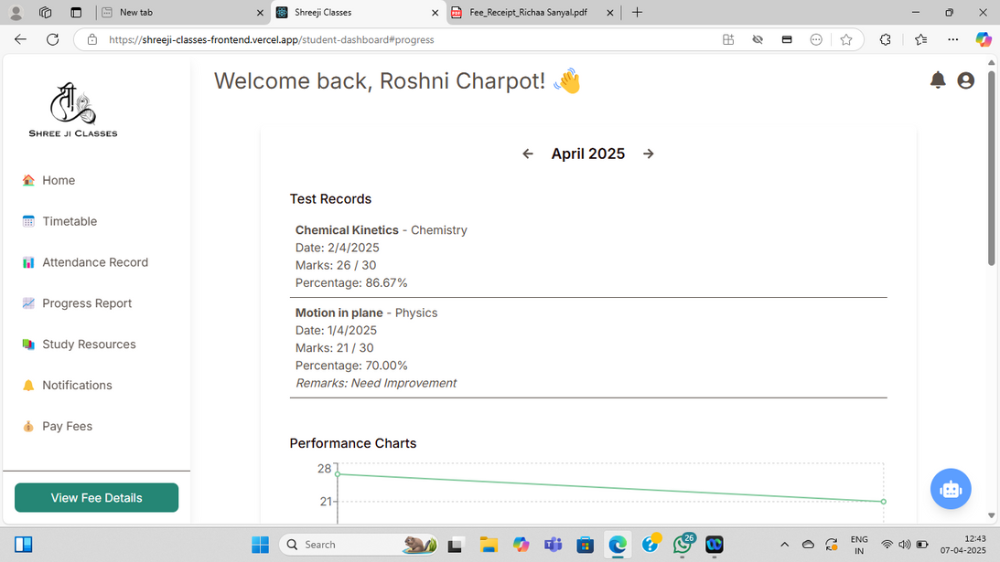 New tab
Shreeji Classes
Fee_Receipt_Richaa Sanyal.pdf
https://shreeji-classes-frontend.vercel.app/student-dashboard#progress
श्री
SHREE JI CLASSES
Welcome back, Roshni Charpot! 👋
Home
Timetable
Attendance Record
Progress Report
Study Resources
Notifications
Pay Fees
View Fee Details
April 2025
Test Records
Chemical Kinetics - Chemistry
Date: 2/4/2025
Marks: 26 / 30
Percentage: 86.67%
Motion in plane - Physics
Date: 1/4/2025
Marks: 21 / 30
Percentage: 70.00%
Remarks: Need Improvement
Performance Charts
28
21
Search
26
ENG
IN
12:43
07-04-2025